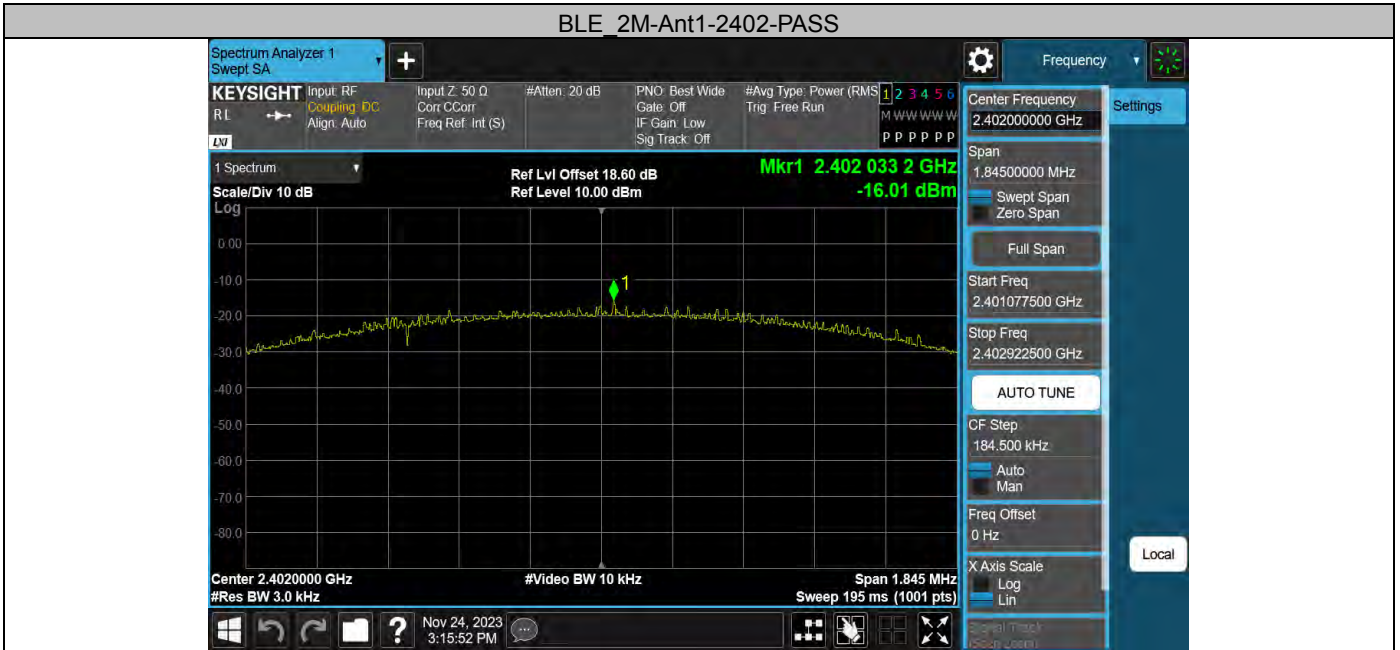 BLE_2M-Ant1-2402-PASS
Spectrum Analyzer 1
Swept SA
+
Frequency
KEYSIGHT
RL
LXI
Input: RF
Coupling: DC
Align: Auto
Input Z: 50 Ω
Corr CCorr
Freq Ref: Int (S)
#Atten: 20 dB
PNO: Best Wide
Gate: Off
IF Gain: Low
Sig Track: Off
#Avg Type: Power (RMS
Trig: Free Run
1 2 3 4 5 6
M W W W W W
P P P P P P
1 Spectrum
Scale/Div 10 dB
Log
Ref Lvl Offset 18.60 dB
Ref Level 10.00 dBm
Mkr1 2.402 033 2 GHz
-16.01 dBm
0.00
-10.0
-20.0
-30.0
-40.0
-50.0
-60.0
-70.0
-80.0
1
Center 2.4020000 GHz
#Res BW 3.0 kHz
#Video BW 10 kHz
Span 1.845 MHz
Sweep 195 ms (1001 pts)
Center Frequency
2.402000000 GHz
Settings
Span
1.84500000 MHz
Swept Span
Zero Span
Full Span
Start Freq
2.401077500 GHz
Stop Freq
2.402922500 GHz
AUTO TUNE
CF Step
184.500 kHz
Auto
Man
Freq Offset
0 Hz
X Axis Scale
Log
Lin
Local
Signal Track
(Span Zoom)
?
Nov 24, 2023
3:15:52 PM